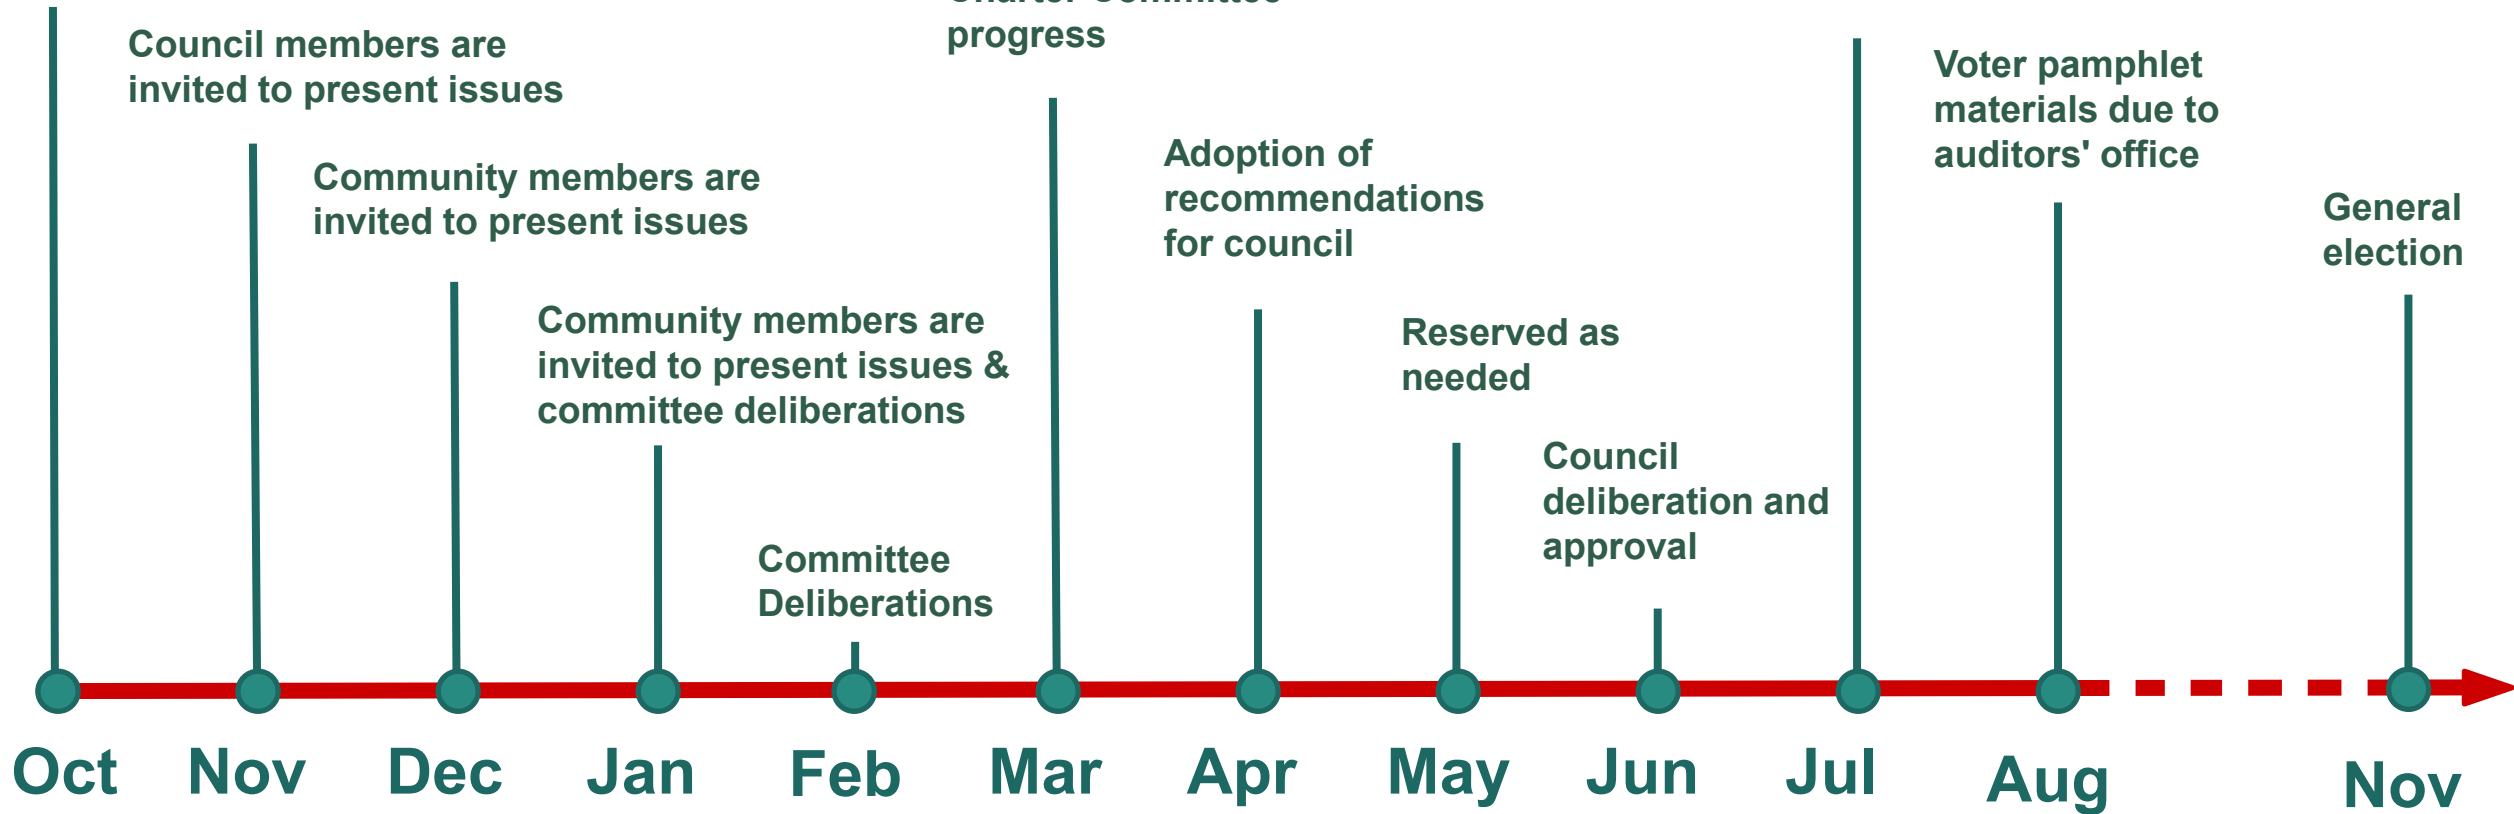 Charter Committee
progress
Council members are
invited to present issues
Voter pamphlet
materials due to
auditors' office
Community members are
invited to present issues
Adoption of
recommendations
for council
General
election
Community members are
invited to present issues &
committee deliberations
Reserved as
needed
Council
deliberation and
approval
Committee
Deliberations
Oct
Nov
Dec
Jan
Feb
Mar
Apr
May
Jun
Jul
Aug
Nov